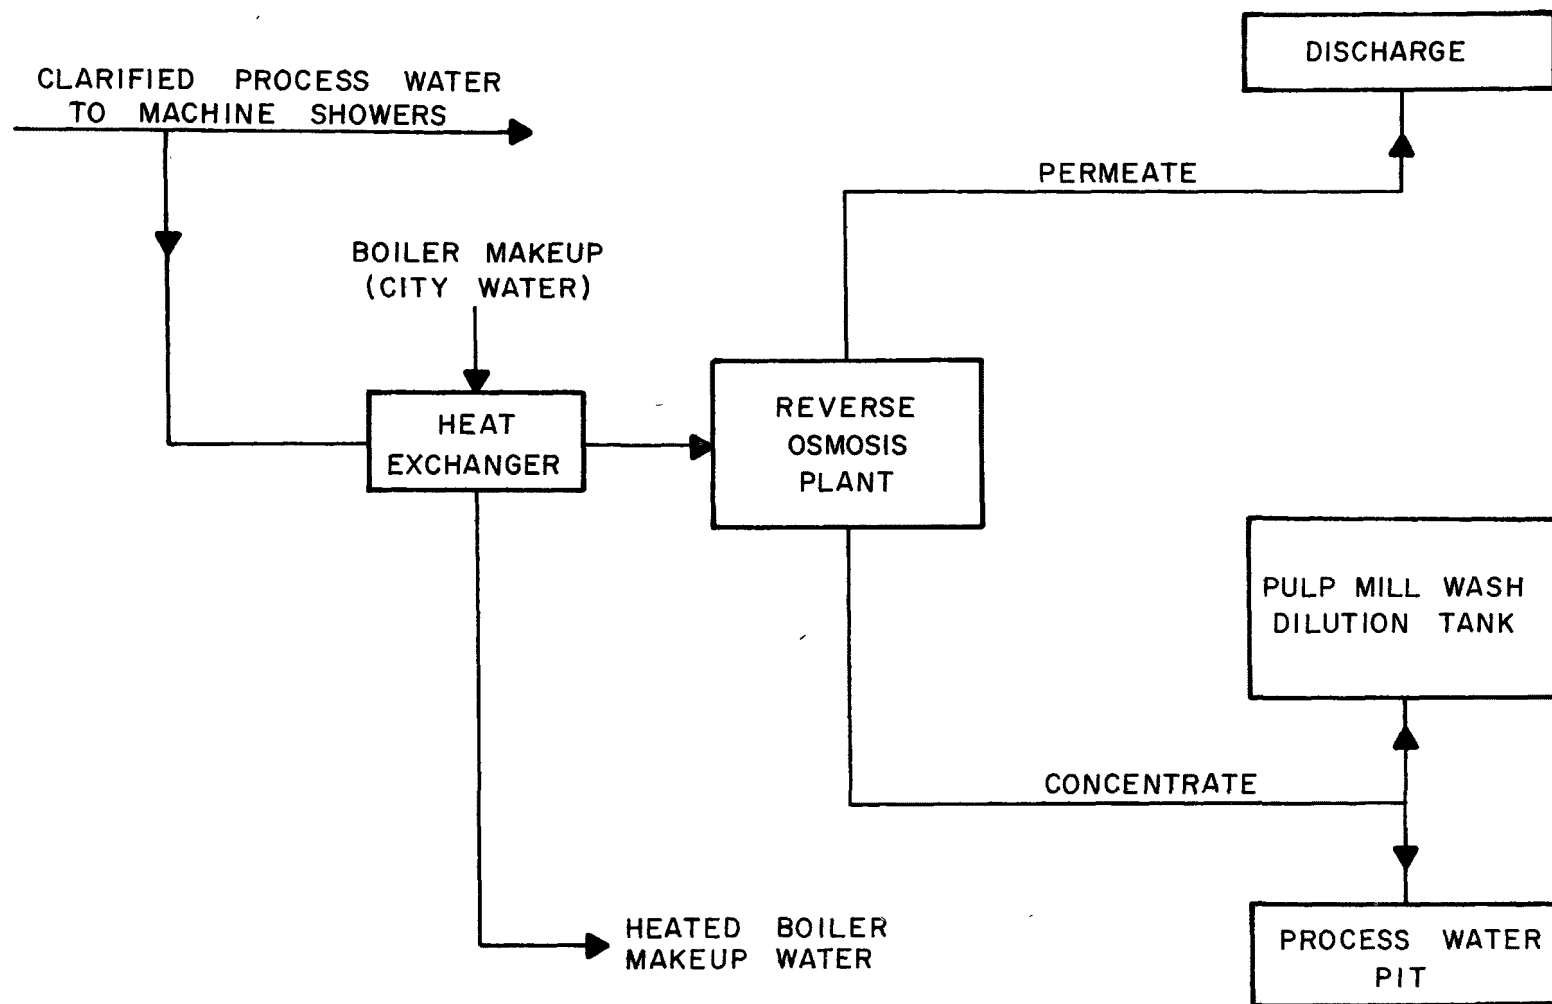 DISCHARGE
CLARIFIED PROCESS WATER
TO MACHINE SHOWERS
PERMEATE
BOILER MAKEUP
(CITY WATER)
HEAT
EXCHANGER
REVERSE
OSMOSIS
PLANT
PULP MILL WASH
DILUTION TANK
CONCENTRATE
HEATED BOILER
MAKEUP WATER
PROCESS WATER
PIT